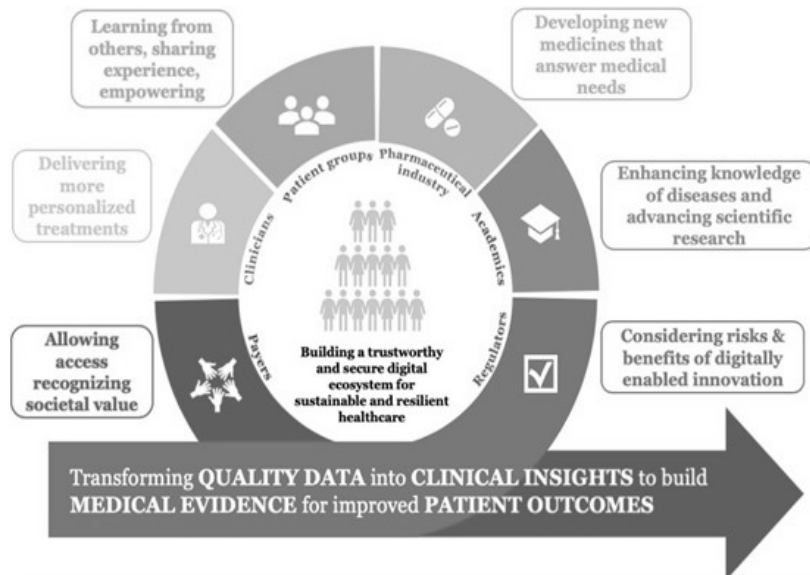 Learning from
others, sharing
experience,
empowering
Developing new
medicines that
answer medical
needs
Delivering
more
personalized
treatments
Enhancing knowledge
of diseases and
advancing scientific
research
Allowing
access
recognizing
societal value
Considering risks &
benefits of digitally
enabled innovation
Payers
Clinicians
Patient groups
Pharmaceutical
industry
Academics
Regulators
Building a trustworthy
and secure digital
ecosystem for
sustainable and resilient
healthcare
Transforming QUALITY DATA into CLINICAL INSIGHTS to build
MEDICAL EVIDENCE for improved PATIENT OUTCOMES